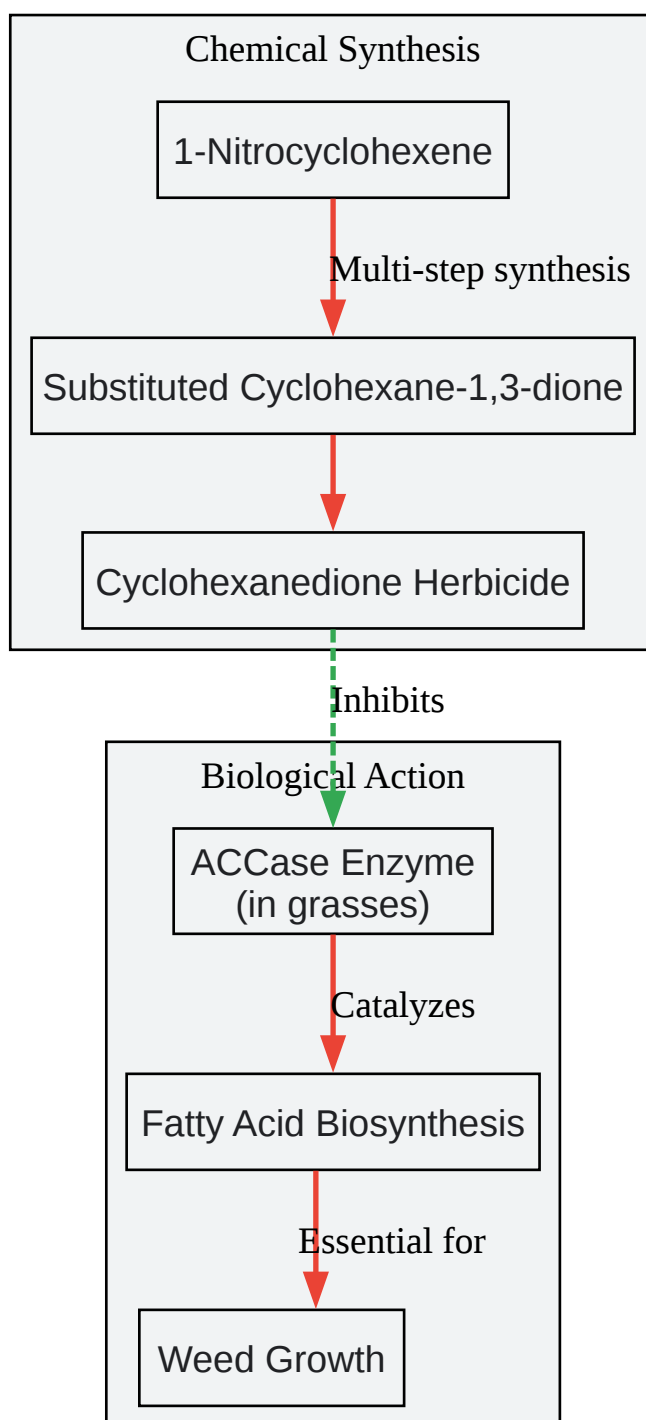 Chemical Synthesis
1-Nitrocyclohexene
Multi-step synthesis
Substituted Cyclohexane-1,3-dione
Cyclohexanedione Herbicide
Inhibits
Biological Action
ACCase Enzyme
(in grasses)
Catalyzes
Fatty Acid Biosynthesis
Essential for
Weed Growth